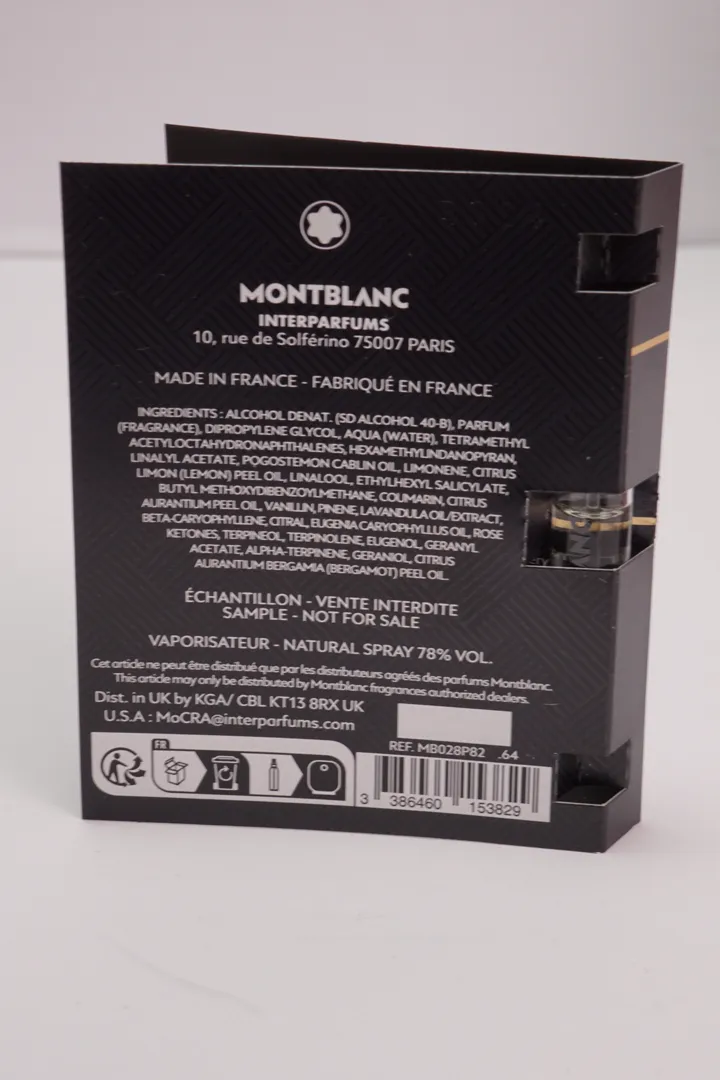 MONTBLANC
INTERPARFUMS
10, rue de Solférino 75007 PARIS
MADE IN FRANCE - FABRIQUÉ EN FRANCE
INGREDIENTS : ALCOHOL DENAT. (SD ALCOHOL 40-B), PARFUM
(FRAGRANCE), DIPROPYLENE GLYCOL, AQUA (WATER), TETRAMETHYL
ACETYLOCTAHYDRONAPHTHALENES, HEXAMETHYLINDANOPYRAN,
LINALYL ACETATE, POGOSTEMON CABLIN OIL, LIMONENE, CITRUS
LIMON (LEMON) PEEL OIL, LINALOOL, ETHYLHEXYL SALICYLATE,
BUTYL METHOXYDIBENZOYLMETHANE, COUMARIN, CITRUS
AURANTIUM PEEL OIL, VANILLIN, PINENE, LAVANDULA OIL/EXTRACT,
BETA-CARYOPHYLLENE, CITRAL, EUGENIA CARYOPHYLLUS OIL, ROSE
KETONES, TERPINEOL, TERPINOLENE, EUGENOL, GERANYL
ACETATE, ALPHA-TERPINENE, GERANIOL, CITRUS
AURANTIUM BERGAMIA (BERGAMOT) PEEL OIL.
ÉCHANTILLON - VENTE INTERDITE
SAMPLE - NOT FOR SALE
VAPORISATEUR - NATURAL SPRAY 78% VOL.
Cet article ne peut être distribué que par les distributeurs agréés des parfums Montblanc.
This article may only be distributed by Montblanc fragrances authorized dealers.
Dist. in UK by KGA/ CBL KT13 8RX UK
U.S.A : MoCRA@interparfums.com
REF. MB028P82 .64
FR
3 386460 153829